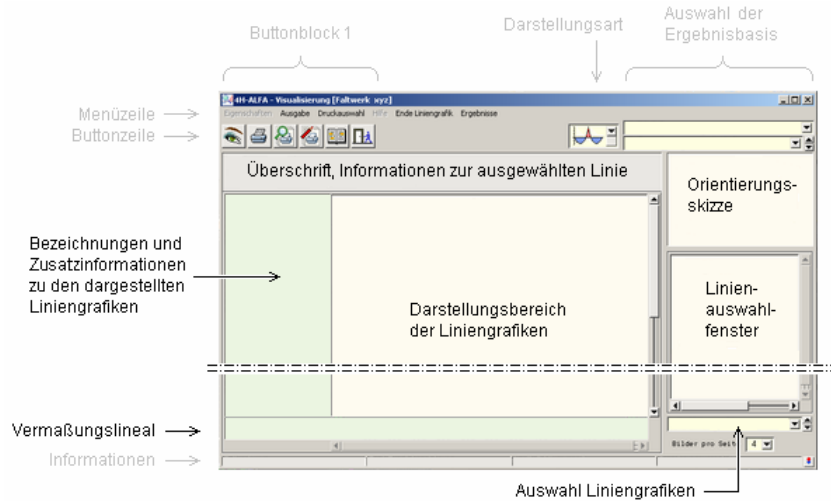 Buttonblock 1
Darstellungsart
Auswahl der
Ergebnisbasis
4H-ALFA - Visualisierung [Faltwerk xyz]
Menüzeile
Eigenschaften Ausgabe Druckauswahl Hilfe Ende Liniengrafik Ergebnisse
Buttonzeile
Überschrift, Informationen zur ausgewählten Linie
Orientierungs-
skizze
Bezeichnungen und
Zusatzinformationen
zu den dargestellten
Liniengrafiken
Darstellungsbereich
der Liniengrafiken
Linien-
auswahl-
fenster
Vermaßungslineal
Bilder pro Seite 4
Informationen
Auswahl Liniengrafiken